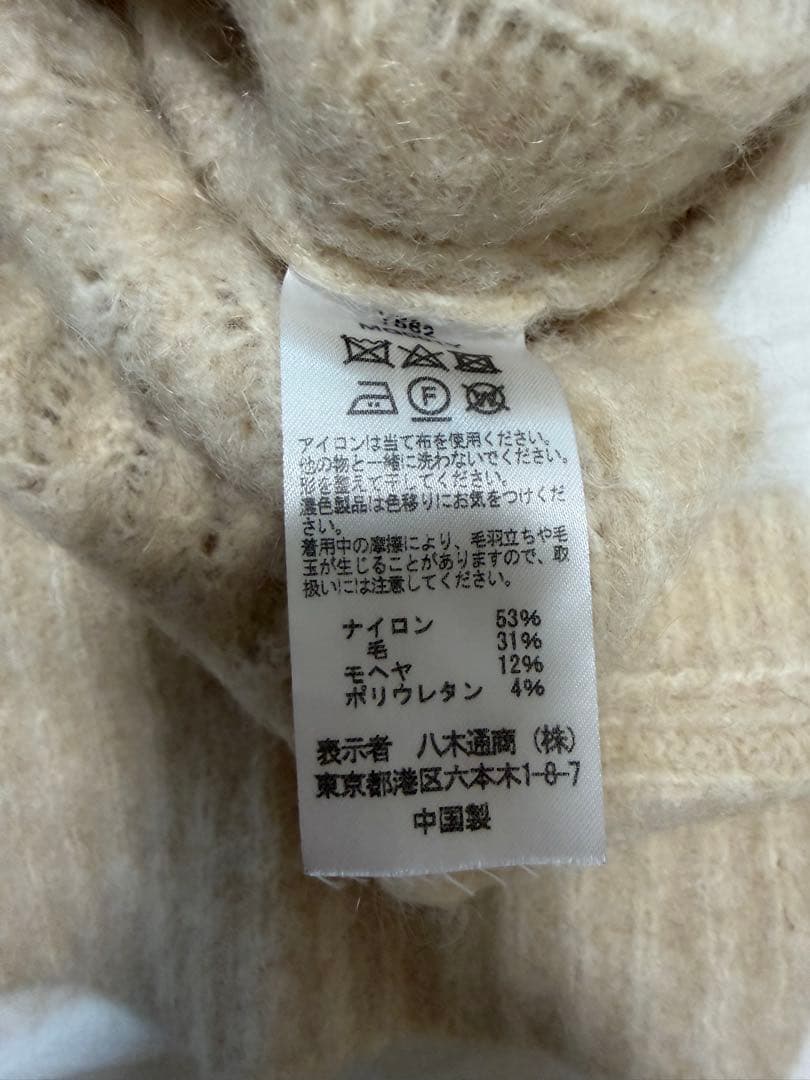 7582
F W
アイロンは当て布を使用ください。
他の物と一緒に洗わないでください。
形を整えて干してください。
濃色製品は色移りにお気をつけくだ
さい。
着用中の摩擦により、毛羽立ちや毛
玉が生じることがありますので、取
扱いには注意してください。
ナイロン 53%
毛 31%
モヘヤ 12%
ポリウレタン 4%
表示者 八木通商（株）
東京都港区六本木1-8-7
中国製